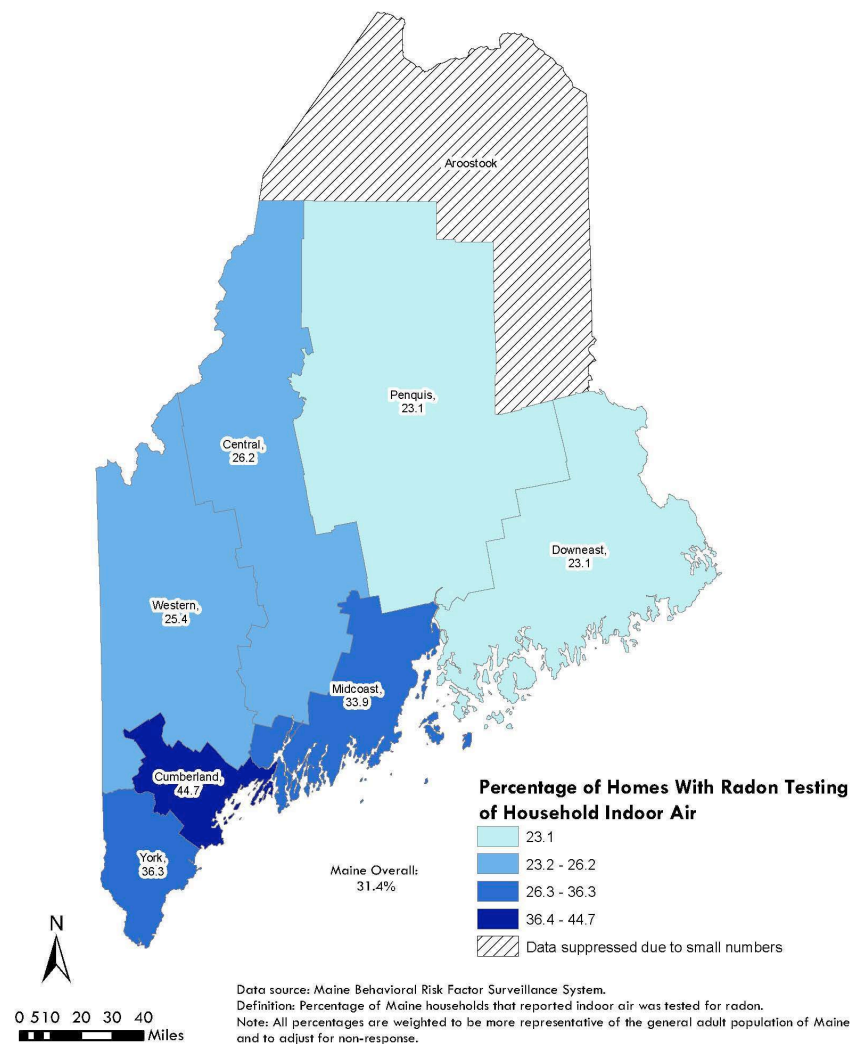 Aroostook
Penquis,
23.1
Central,
26.2
Downeast,
23.1
Western,
25.4
Midcoast,
33.9
Cumberland,
44.7
York,
36.3
Maine Overall:
31.4%
Percentage of Homes With Radon Testing
of Household Indoor Air
23.1
23.2 - 26.2
26.3 - 36.3
36.4 - 44.7
Data suppressed due to small numbers
N
0 510 20 30 40
Miles
Data source: Maine Behavioral Risk Factor Surveillance System.
Definition: Percentage of Maine households that reported indoor air was tested for radon.
Note: All percentages are weighted to be more representative of the general adult population of Maine
and to adjust for non-response.